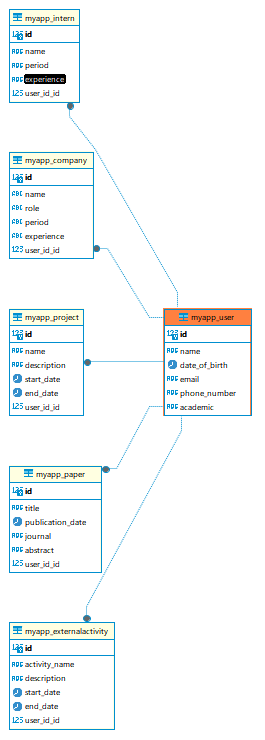 myapp_intern
id
name
period
experience
user_id_id
myapp_company
id
name
role
period
experience
user_id_id
myapp_project
id
name
description
start_date
end_date
user_id_id
myapp_user
id
name
date_of_birth
email
phone_number
academic
myapp_paper
id
title
publication_date
journal
abstract
user_id_id
myapp_externalactivity
id
activity_name
description
start_date
end_date
user_id_id